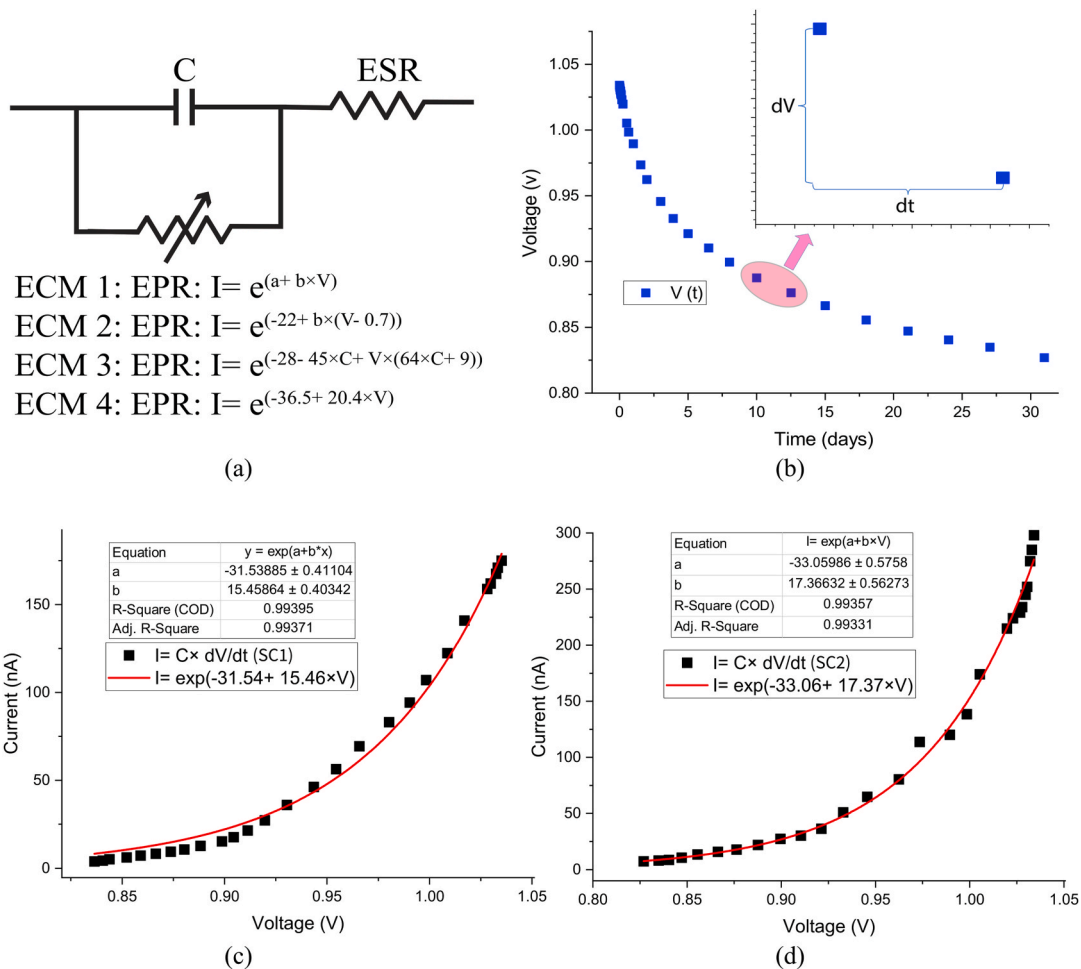 C
ESR
ECM 1: EPR: I= e^(a+ b×V)
ECM 2: EPR: I= e^(-22+ b×(V- 0.7))
ECM 3: EPR: I= e^(-28- 45×C+ V×(64×C+ 9))
ECM 4: EPR: I= e^(-36.5+ 20.4×V)
(a)
Voltage (v)
1.05
1.00
0.95
0.90
0.85
0.80
0 5 10 15 20 25 30
Time (days)
V (t)
dV
dt
(b)
Current (nA)
150
100
50
0
0.85 0.90 0.95 1.00 1.05
Voltage (V)
Equation y = exp(a+b*x)
a -31.53885 ± 0.41104
b 15.45864 ± 0.40342
R-Square (COD) 0.99395
Adj. R-Square 0.99371
I= C× dV/dt (SC1)
I= exp(-31.54+ 15.46×V)
(c)
Current (nA)
300
250
200
150
100
50
0
0.80 0.85 0.90 0.95 1.00 1.05
Voltage (V)
Equation I= exp(a+b×V)
a -33.05986 ± 0.5758
b 17.36632 ± 0.56273
R-Square (COD) 0.99357
Adj. R-Square 0.99331
I= C× dV/dt (SC2)
I= exp(-33.06+ 17.37×V)
(d)